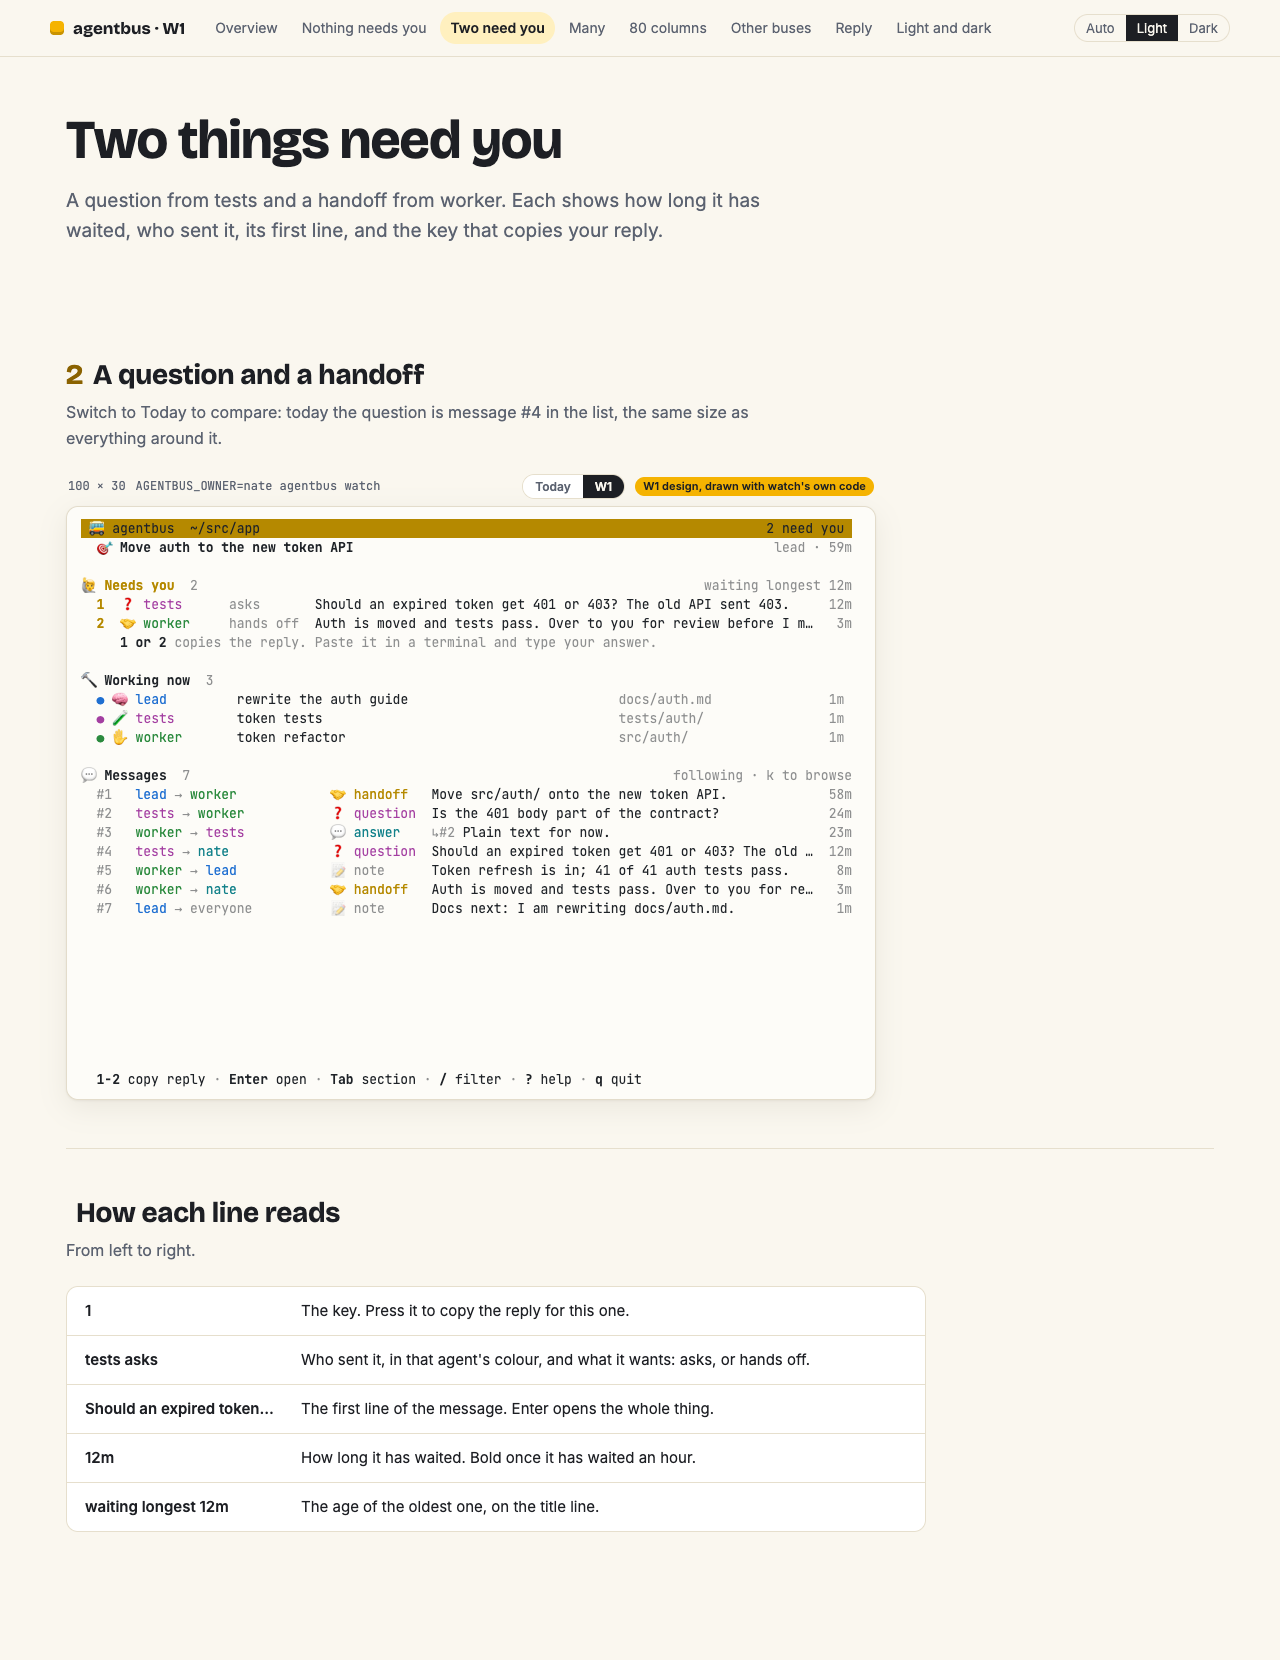 agentbus · W1 Overview Nothing needs you Two need you Many 80 columns Other buses Reply Light and dark Auto Light Dark
Two things need you
A question from tests and a handoff from worker. Each shows how long it has
waited, who sent it, its first line, and the key that copies your reply.
2 A question and a handoff
Switch to Today to compare: today the question is message #4 in the list, the same size as
everything around it.
100 × 30 AGENTBUS_OWNER=nate agentbus watch Today W1 W1 design, drawn with watch's own code
🚌 agentbus ~/src/app 2 need you
🎯 Move auth to the new token API lead · 59m
🙋 Needs you 2 waiting longest 12m
1 ❓ tests asks Should an expired token get 401 or 403? The old API sent 403. 12m
2 🤝 worker hands off Auth is moved and tests pass. Over to you for review before I m… 3m
1 or 2 copies the reply. Paste it in a terminal and type your answer.
🔨 Working now 3
● 🧠 lead rewrite the auth guide docs/auth.md 1m
● 🧪 tests token tests tests/auth/ 1m
● ✋ worker token refactor src/auth/ 1m
💬 Messages 7 following · k to browse
#1 lead → worker 🤝 handoff Move src/auth/ onto the new token API. 58m
#2 tests → worker ❓ question Is the 401 body part of the contract? 24m
#3 worker → tests 💬 answer ↳#2 Plain text for now. 23m
#4 tests → nate ❓ question Should an expired token get 401 or 403? The old … 12m
#5 worker → lead 📝 note Token refresh is in; 41 of 41 auth tests pass. 8m
#6 worker → nate 🤝 handoff Auth is moved and tests pass. Over to you for re… 3m
#7 lead → everyone 📝 note Docs next: I am rewriting docs/auth.md. 1m
1-2 copy reply · Enter open · Tab section · / filter · ? help · q quit
How each line reads
From left to right.
1 The key. Press it to copy the reply for this one.
tests asks Who sent it, in that agent's colour, and what it wants: asks, or hands off.
Should an expired token… The first line of the message. Enter opens the whole thing.
12m How long it has waited. Bold once it has waited an hour.
waiting longest 12m The age of the oldest one, on the title line.